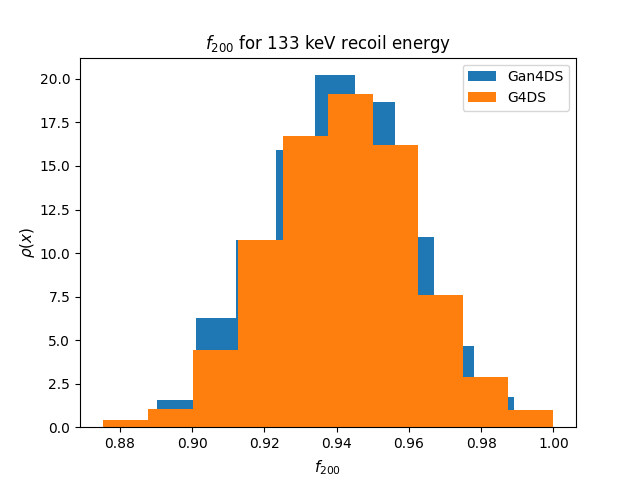 f₂₀₀ for 133 keV recoil energy
Gan4DS
G4DS
20.0
17.5
15.0
12.5
10.0
7.5
5.0
2.5
0.0
ρ(x)
0.88 0.90 0.92 0.94 0.96 0.98 1.00
f₂₀₀